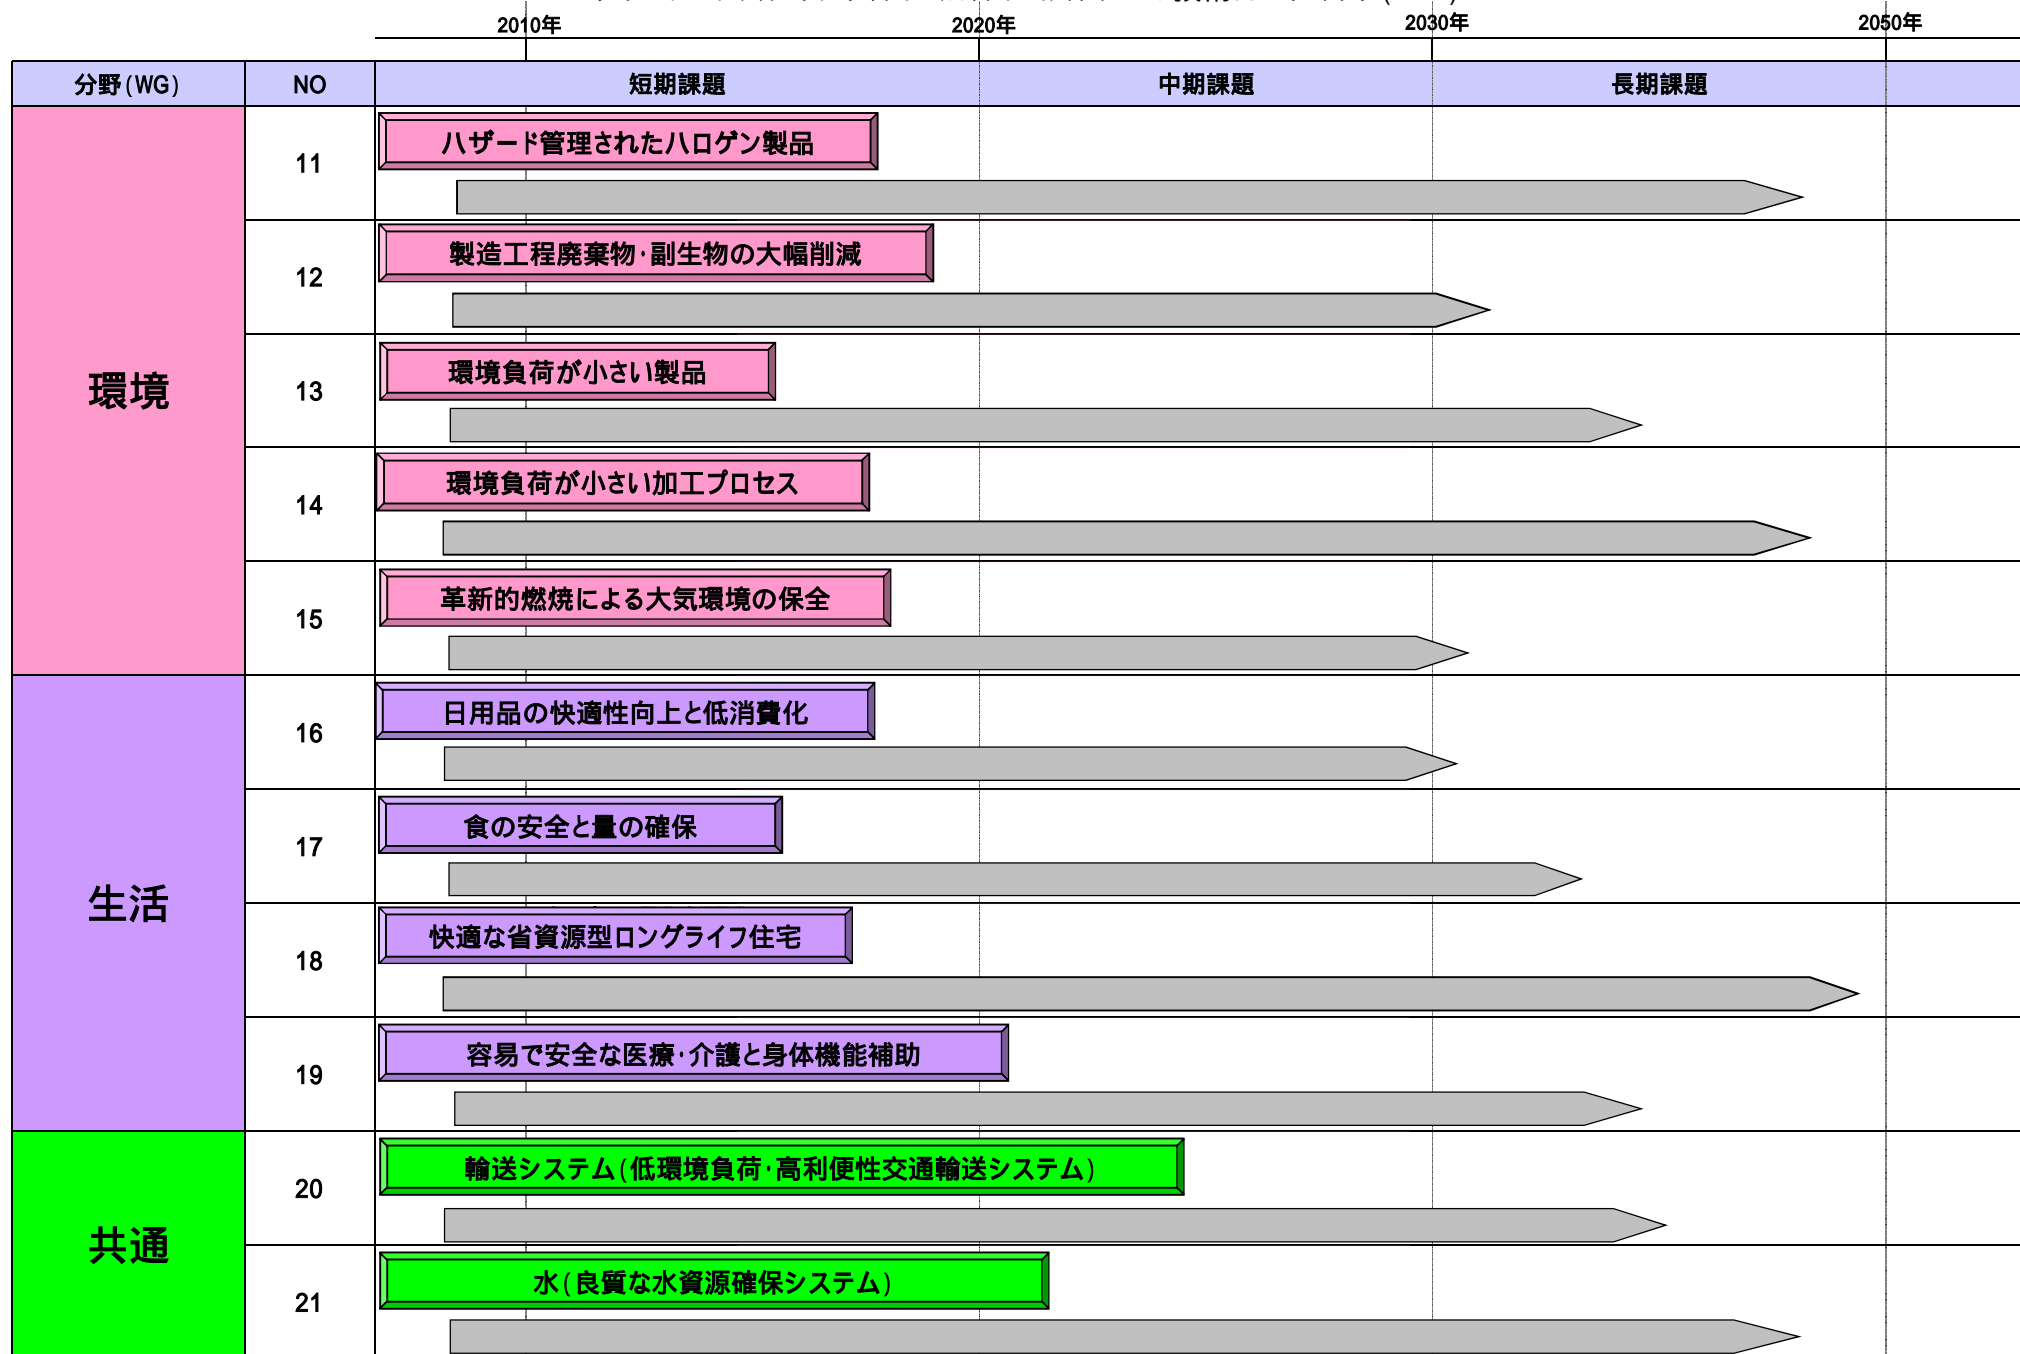 2010年 2020年 2030年 2050年
分野(WG) NO 短期課題 中期課題 長期課題
環境
11 ハザード管理されたハロゲン製品
12 製造工程廃棄物・副生物の大幅削減
13 環境負荷が小さい製品
14 環境負荷が小さい加工プロセス
15 革新的燃焼による大気環境の保全
生活
16 日用品の快適性向上と低消費化
17 食の安全と量の確保
18 快適な省資源型ロングライフ住宅
19 容易で安全な医療・介護と身体機能補助
共通
20 輸送システム(低環境負荷・高利便性交通輸送システム)
21 水(良質な水資源確保システム)